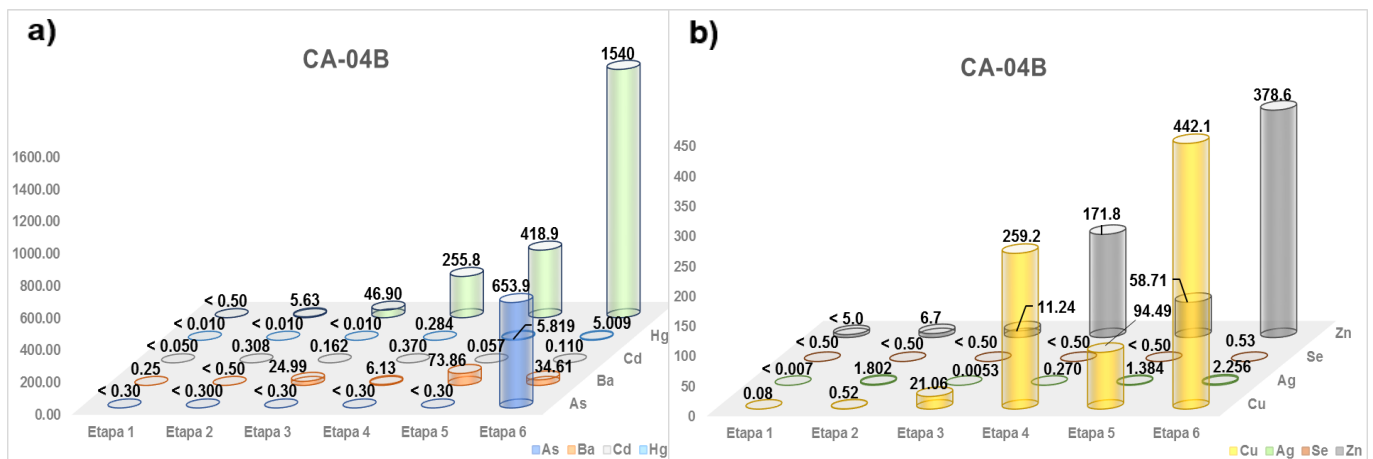 a)
CA-04B
1540
1600.00
1400.00
1200.00
1000.00
800.00
600.00
400.00
200.00
0.00
< 0.50 5.63 46.90 255.8 418.9
< 0.010 < 0.010 < 0.010 0.284 5.819 5.009
< 0.050 0.308 0.162 0.370 0.057 0.110
0.25 < 0.50 24.99 6.13 73.86 34.61
< 0.30 < 0.300 < 0.30 < 0.30 < 0.30 653.9
Hg
Cd
Ba
As
Etapa 1 Etapa 2 Etapa 3 Etapa 4 Etapa 5 Etapa 6
As Ba Cd Hg
b)
CA-04B
450
400
350
300
250
200
150
100
50
0
< 5.0 6.7 11.24 171.8 58.71 378.6
< 0.50 < 0.50 < 0.50 < 0.50 < 0.50 0.53
< 0.007 1.802 0.0053 0.270 1.384 2.256
0.08 0.52 21.06 259.2 94.49 442.1
Zn
Se
Ag
Cu
Etapa 1 Etapa 2 Etapa 3 Etapa 4 Etapa 5 Etapa 6
Cu Ag Se Zn